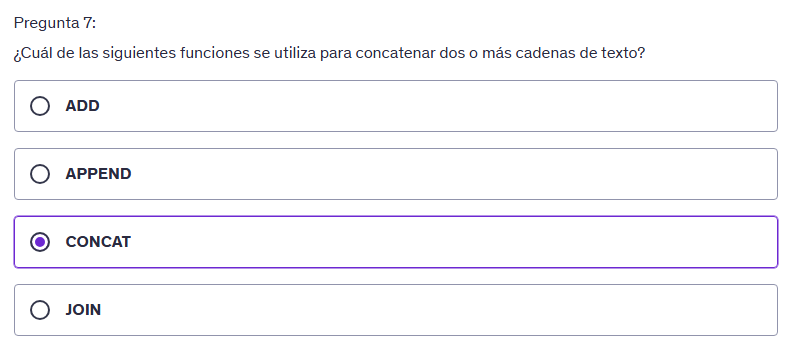 Pregunta 7:
¿Cuál de las siguientes funciones se utiliza para concatenar dos o más cadenas de texto?
ADD
APPEND
CONCAT
JOIN